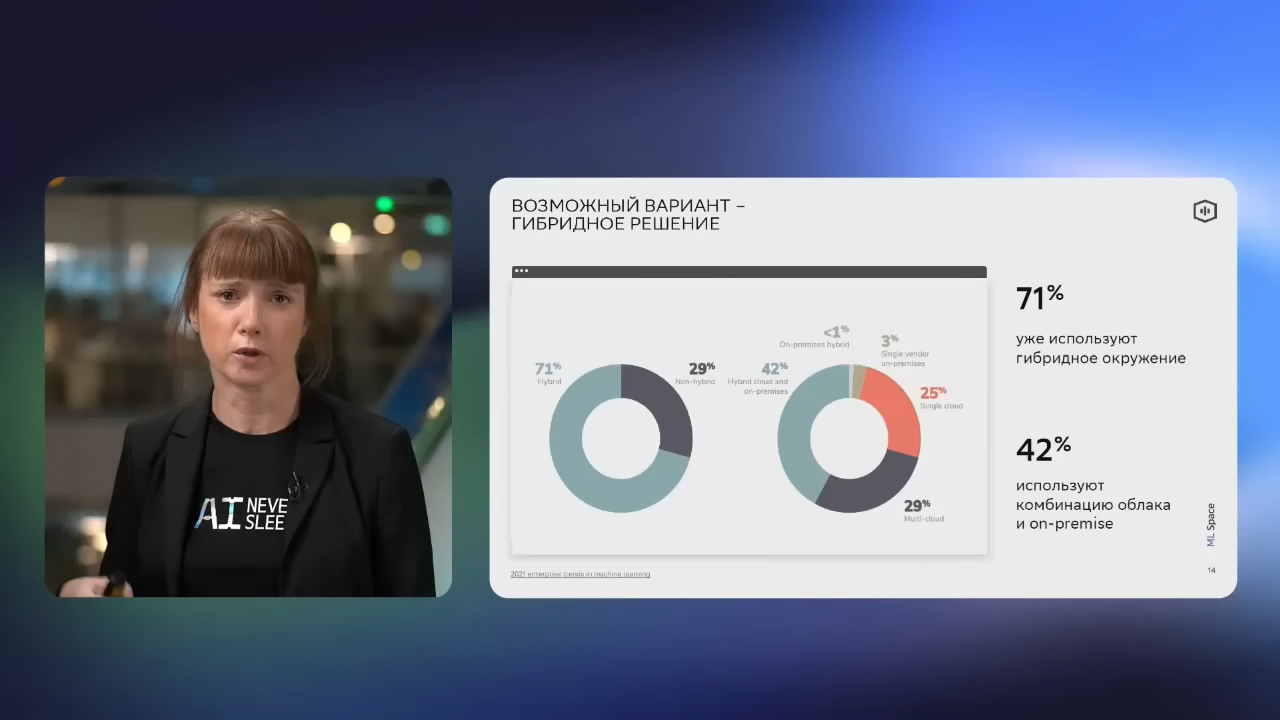 AI NEVE
SLEE
ВОЗМОЖНЫЙ ВАРИАНТ –
ГИБРИДНОЕ РЕШЕНИЕ
71%
Hybrid
29%
Non-hybrid
<1%
On-premises hybrid
3%
Single vendor
on-premises
42%
Hybrid cloud and
on-premises
25%
Single cloud
29%
Multi-cloud
71%
уже используют
гибридное окружение
42%
используют
комбинацию облака
и on-premise
ML Space
14
2021 enterprise trends in machine learning